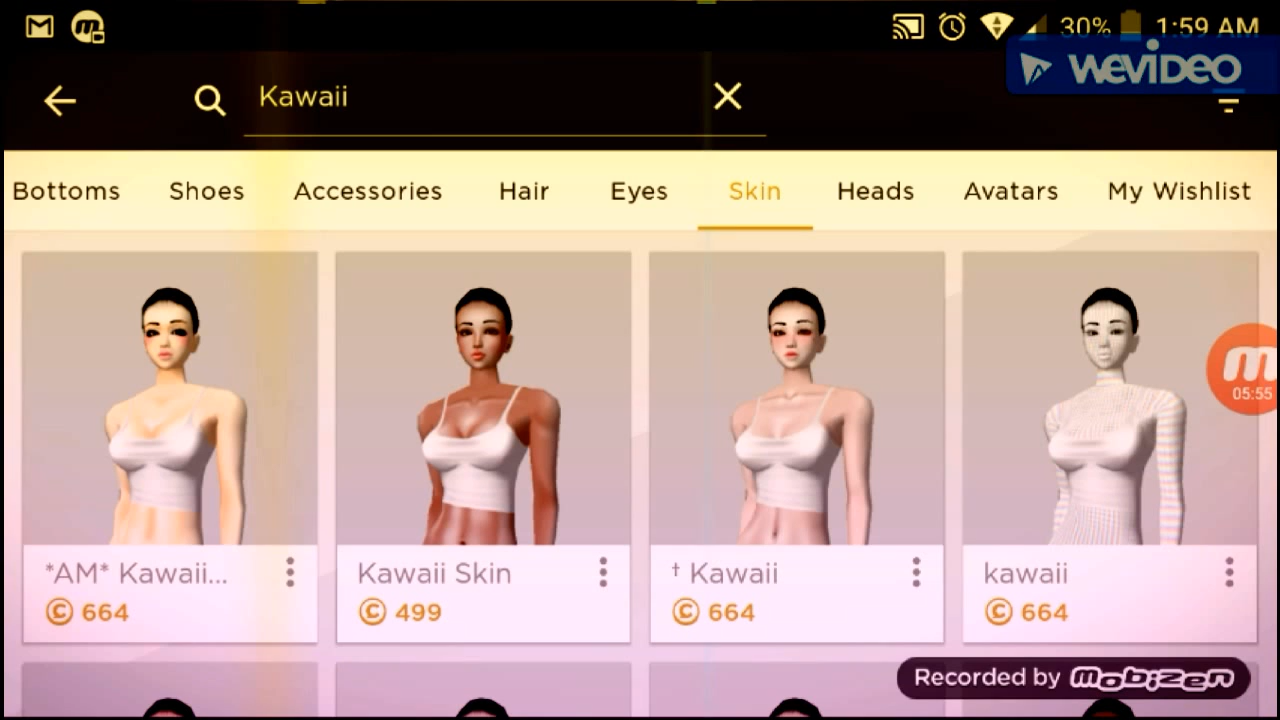 30% 1:59 AM
WEVIDEO
Kawaii
Bottoms Shoes Accessories Hair Eyes Skin Heads Avatars My Wishlist
05:55
*AM* Kawaii... Kawaii Skin † Kawaii kawaii
© 664 © 499 © 664 © 664
Recorded by mobizen